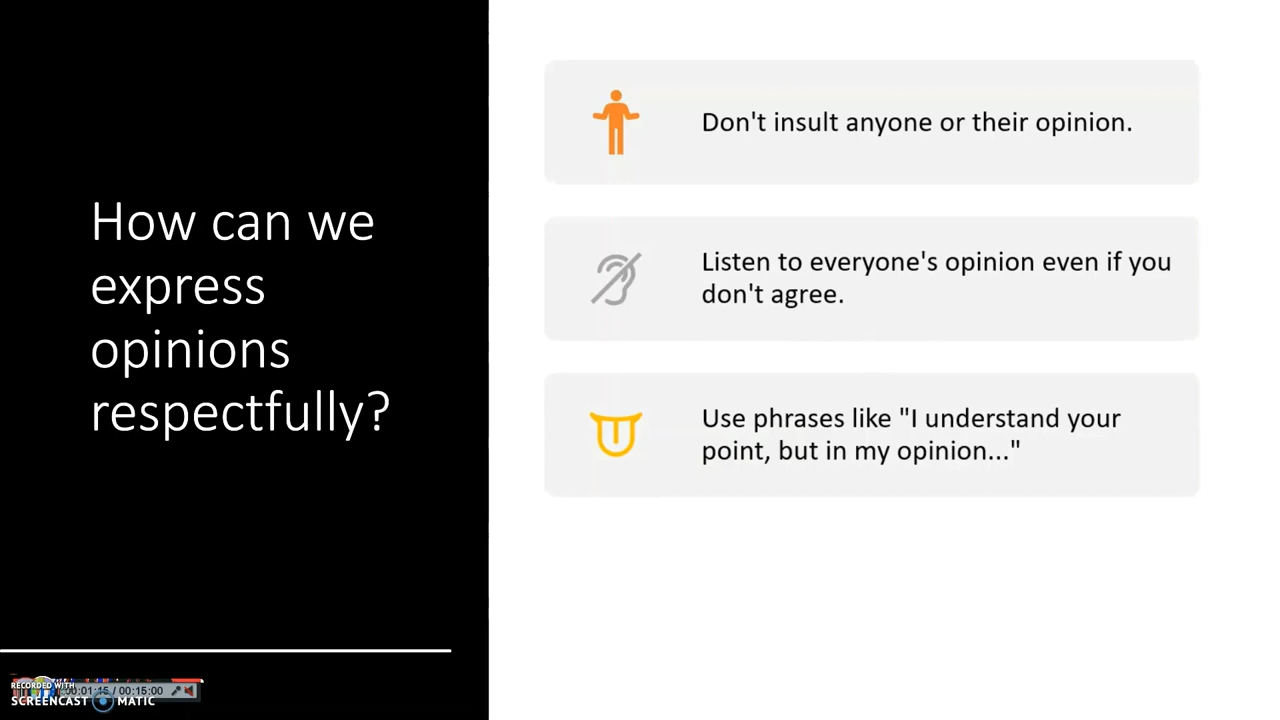 How can we
express
opinions
respectfully?
Don't insult anyone or their opinion.
Listen to everyone's opinion even if you
don't agree.
Use phrases like "I understand your
point, but in my opinion..."
RECORDED WITH
00:01:15 / 00:15:00
SCREENCAST MATIC